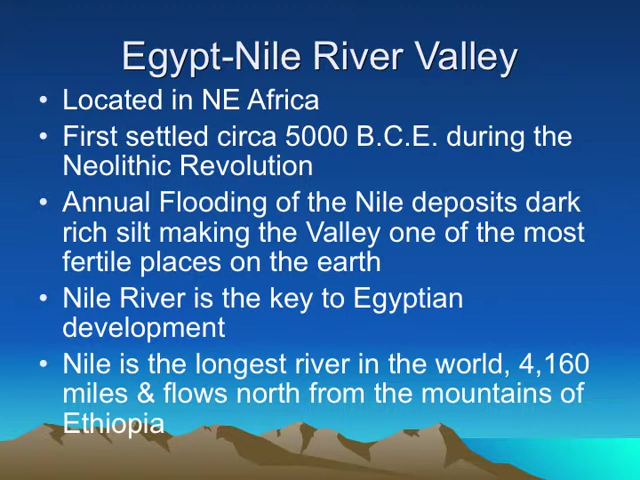 Egypt-Nile River Valley
• Located in NE Africa
• First settled circa 5000 B.C.E. during the
Neolithic Revolution
• Annual Flooding of the Nile deposits dark
rich silt making the Valley one of the most
fertile places on the earth
• Nile River is the key to Egyptian
development
• Nile is the longest river in the world, 4,160
miles & flows north from the mountains of
Ethiopia